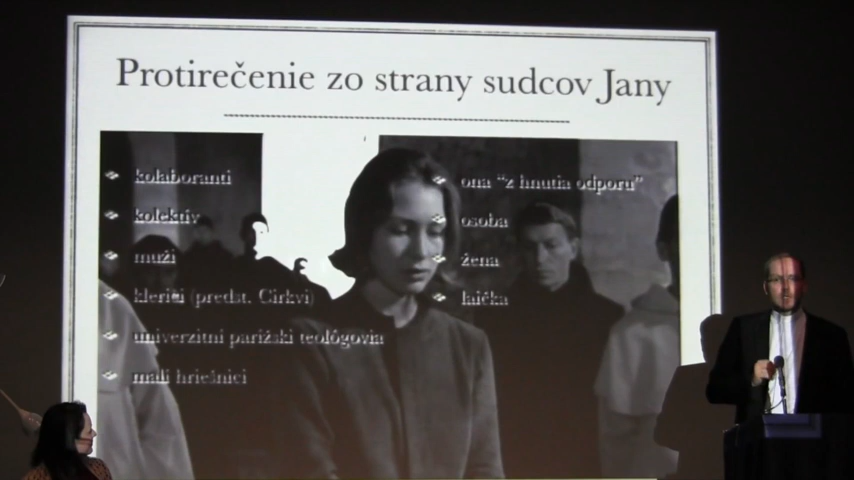 Protirečenie zo strany sudcov Jany
kolaboranti
kolektív
muži
klerici (predst. Cirkvi)
univerzitní parížski teológovia
malí hriešnici
ona “z hnutia odporu”
osoba
žena
laička